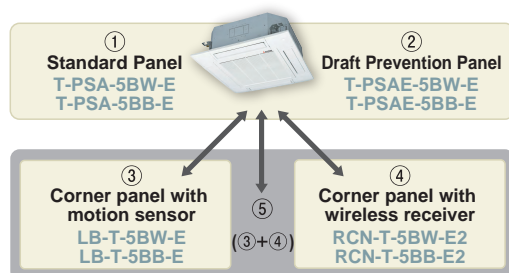 ①
Standard Panel
T-PSA-5BW-E
T-PSA-5BB-E
②
Draft Prevention Panel
T-PSAE-5BW-E
T-PSAE-5BB-E
③
Corner panel with
motion sensor
LB-T-5BW-E
LB-T-5BB-E
⑤
(③+④)
④
Corner panel with
wireless receiver
RCN-T-5BW-E2
RCN-T-5BB-E2